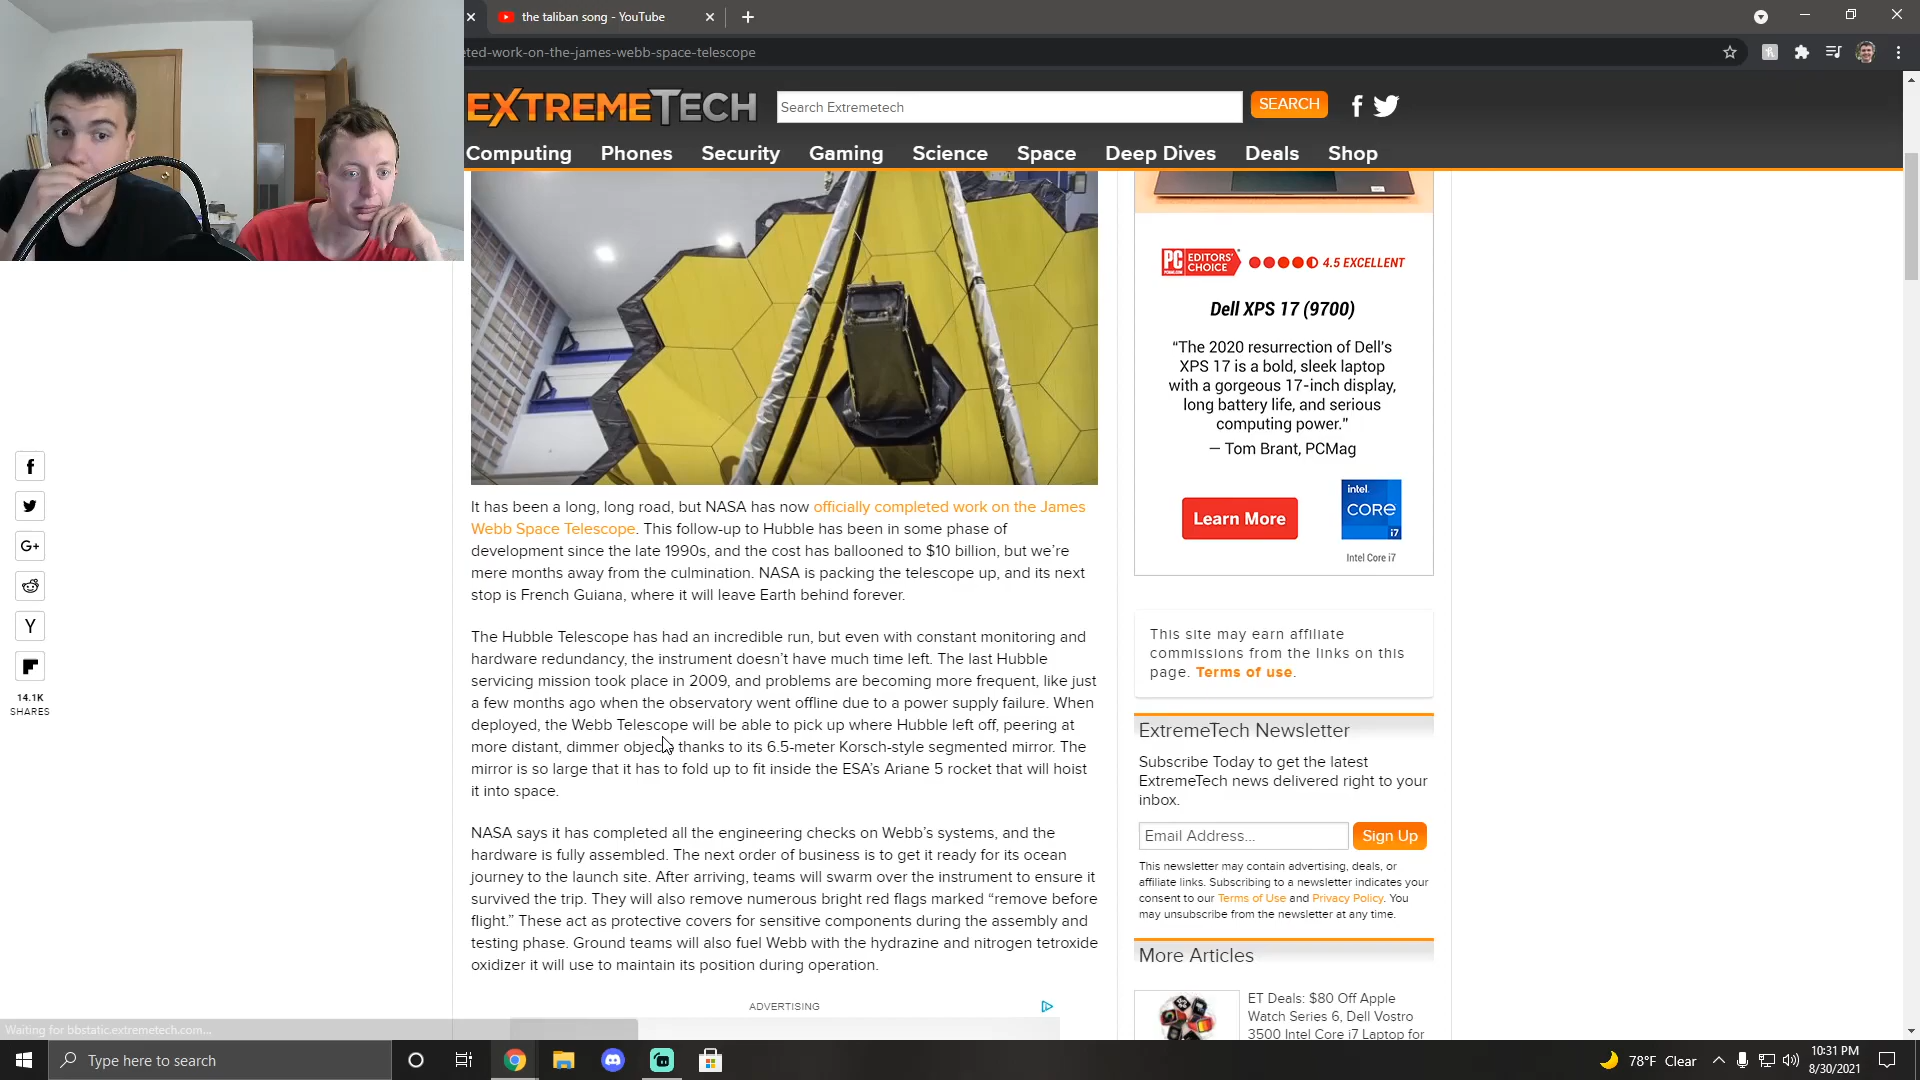 the taliban song - YouTube
ted-work-on-the-james-webb-space-telescope
EXTREMETECH
Search Extremetech
SEARCH
Computing Phones Security Gaming Science Space Deep Dives Deals Shop
It has been a long, long road, but NASA has now officially completed work on the James
Webb Space Telescope. This follow-up to Hubble has been in some phase of
development since the late 1990s, and the cost has ballooned to $10 billion, but we’re
mere months away from the culmination. NASA is packing the telescope up, and its next
stop is French Guiana, where it will leave Earth behind forever.
The Hubble Telescope has had an incredible run, but even with constant monitoring and
hardware redundancy, the instrument doesn’t have much time left. The last Hubble
servicing mission took place in 2009, and problems are becoming more frequent, like just
a few months ago when the observatory went offline due to a power supply failure. When
deployed, the Webb Telescope will be able to pick up where Hubble left off, peering at
more distant, dimmer objects thanks to its 6.5-meter Korsch-style segmented mirror. The
mirror is so large that it has to fold up to fit inside the ESA’s Ariane 5 rocket that will hoist
it into space.
NASA says it has completed all the engineering checks on Webb’s systems, and the
hardware is fully assembled. The next order of business is to get it ready for its ocean
journey to the launch site. After arriving, teams will swarm over the instrument to ensure it
survived the trip. They will also remove numerous bright red flags marked “remove before
flight.” These act as protective covers for sensitive components during the assembly and
testing phase. Ground teams will also fuel Webb with the hydrazine and nitrogen tetroxide
oxidizer it will use to maintain its position during operation.
ADVERTISING
G+
Y
14.1K
SHARES
PC EDITORS' CHOICE 4.5 EXCELLENT
Dell XPS 17 (9700)
“The 2020 resurrection of Dell’s
XPS 17 is a bold, sleek laptop
with a gorgeous 17-inch display,
long battery life, and serious
computing power.”
— Tom Brant, PCMag
Learn More
intel.
CORE
i7
Intel Core i7
This site may earn affiliate
commissions from the links on this
page. Terms of use.
ExtremeTech Newsletter
Subscribe Today to get the latest
ExtremeTech news delivered right to your
inbox.
Email Address...
Sign Up
This newsletter may contain advertising, deals, or
affiliate links. Subscribing to a newsletter indicates your
consent to our Terms of Use and Privacy Policy. You
may unsubscribe from the newsletter at any time.
More Articles
ET Deals: $80 Off Apple
Watch Series 6, Dell Vostro
3500 Intel Core i7 Laptop for
Waiting for bbstatic.extremetech.com...
Type here to search
78°F Clear
10:31 PM
8/30/2021